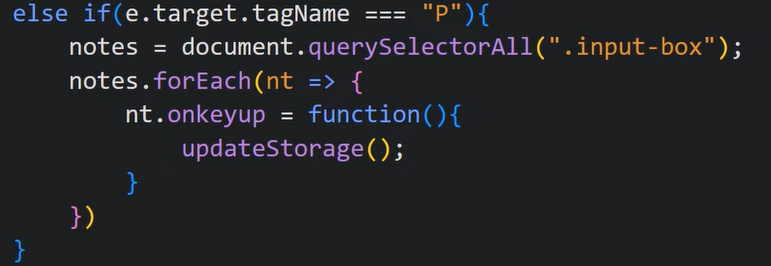 else if(e.target.tagName === "P"){
    notes = document.querySelectorAll(".input-box");
    notes.forEach(nt => {
        nt.onkeyup = function(){
            updateStorage();
        }
    })
}